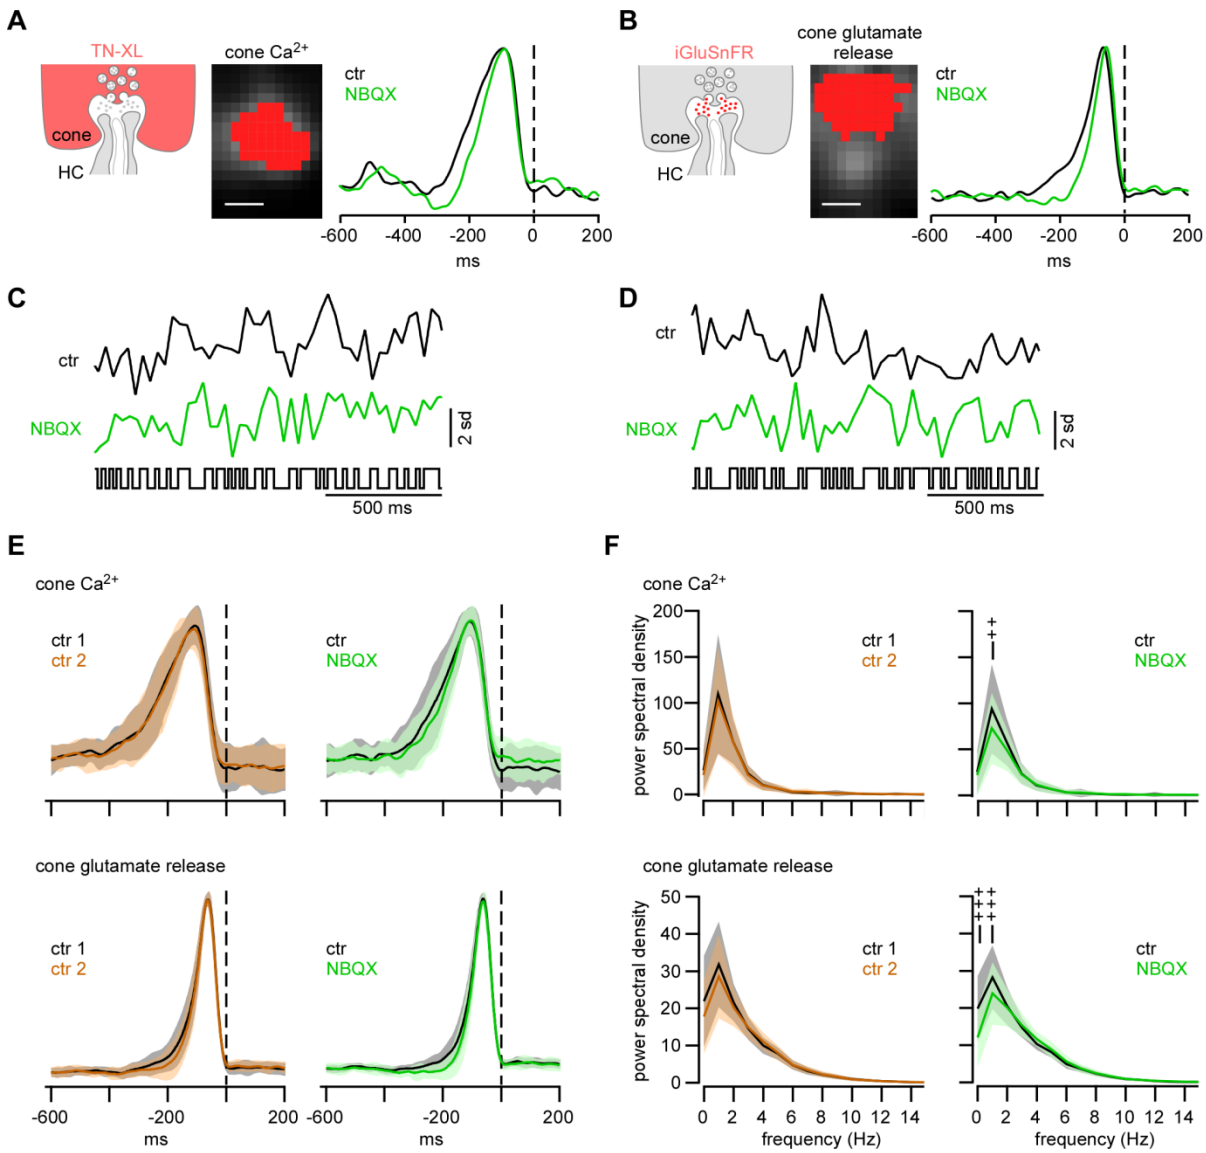 A
TN-XL
cone
HC
cone Ca²⁺
ctr
NBQX
-600 -400 -200 0 200
ms
B
iGluSnFR
cone
HC
cone glutamate
release
ctr
NBQX
-600 -400 -200 0 200
ms
C
ctr
NBQX
2 sd
500 ms
D
ctr
NBQX
2 sd
500 ms
E
cone Ca²⁺
ctr 1
ctr 2
ctr
NBQX
cone glutamate release
ctr 1
ctr 2
-600 -200 0 200
ms
ctr
NBQX
-600 -200 0 200
ms
F
cone Ca²⁺
power spectral density
200
150
100
50
0
ctr 1
ctr 2
++
ctr
NBQX
cone glutamate release
power spectral density
50
40
30
20
10
0
ctr 1
ctr 2
0 2 4 6 8 10 12 14
frequency (Hz)
+++ +++
ctr
NBQX
0 2 4 6 8 10 12 14
frequency (Hz)